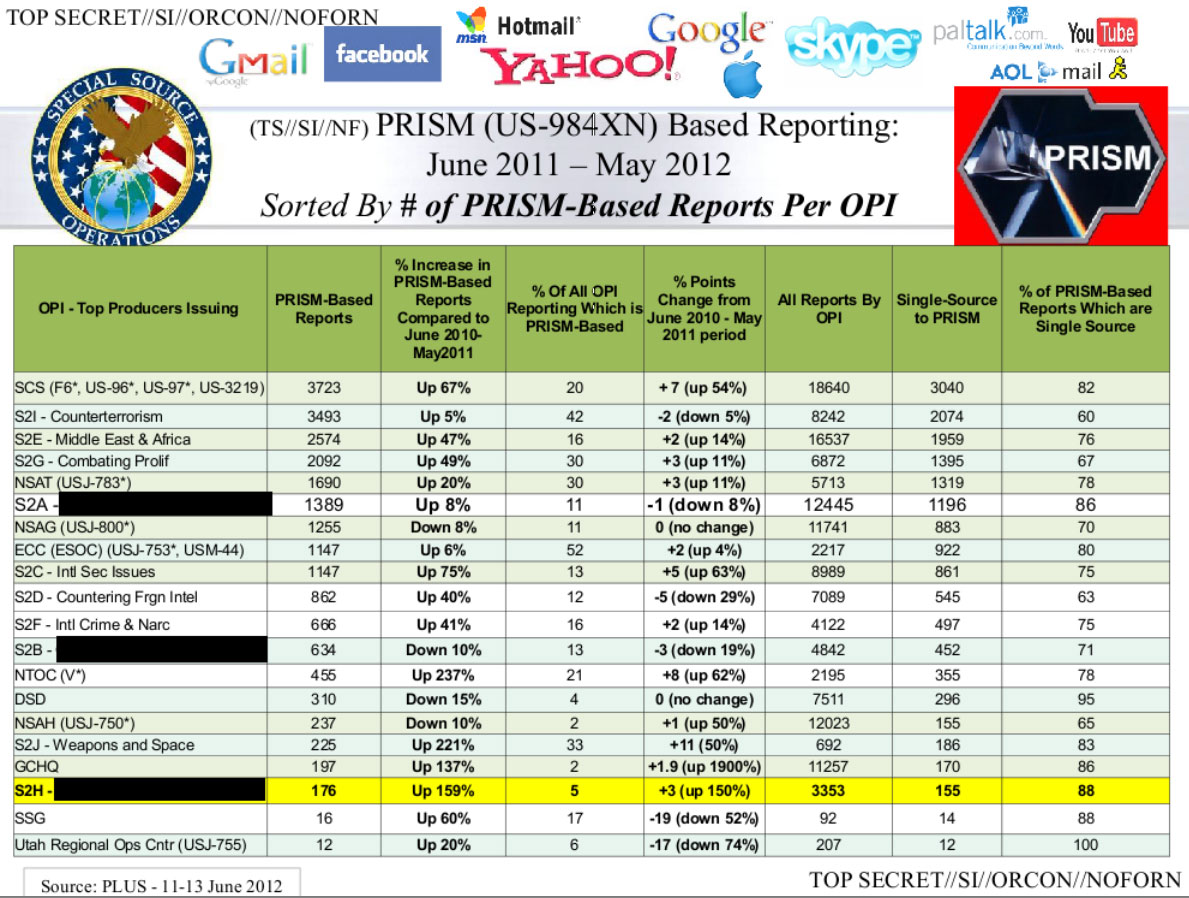 TOP SECRET//SI//ORCON//NOFORN
Gmail
by Google
facebook
msn Hotmail
YAHOO!
Google
skype
paltalk.com
Communication Beyond Words
YouTube
AOL mail
SPECIAL SOURCE OPERATIONS
(TS//SI//NF) PRISM (US-984XN) Based Reporting:
June 2011 – May 2012
Sorted By # of PRISM-Based Reports Per OPI
PRISM
OPI - Top Producers Issuing | PRISM-Based Reports | % Increase in PRISM-Based Reports Compared to June 2010-May2011 | % Of All OPI Reporting Which is PRISM-Based | % Points Change from June 2010 - May 2011 period | All Reports By OPI | Single-Source to PRISM | % of PRISM-Based Reports Which are Single Source
SCS (F6*, US-96*, US-97*, US-3219) 3723 Up 67% 20 + 7 (up 54%) 18640 3040 82
S2I - Counterterrorism 3493 Up 5% 42 -2 (down 5%) 8242 2074 60
S2E - Middle East & Africa 2574 Up 47% 16 +2 (up 14%) 16537 1959 76
S2G - Combating Prolif 2092 Up 49% 30 +3 (up 11%) 6872 1395 67
NSAT (USJ-783*) 1690 Up 20% 30 +3 (up 11%) 5713 1319 78
S2A - 1389 Up 8% 11 -1 (down 8%) 12445 1196 86
NSAG (USJ-800*) 1255 Down 8% 11 0 (no change) 11741 883 70
ECC (ESOC) (USJ-753*, USM-44) 1147 Up 6% 52 +2 (up 4%) 2217 922 80
S2C - Intl Sec Issues 1147 Up 75% 13 +5 (up 63%) 8989 861 75
S2D - Countering Frgn Intel 862 Up 40% 12 -5 (down 29%) 7089 545 63
S2F - Intl Crime & Narc 666 Up 41% 16 +2 (up 14%) 4122 497 75
S2B - 634 Down 10% 13 -3 (down 19%) 4842 452 71
NTOC (V*) 455 Up 237% 21 +8 (up 62%) 2195 355 78
DSD 310 Down 15% 4 0 (no change) 7511 296 95
NSAH (USJ-750*) 237 Down 10% 2 +1 (up 50%) 12023 155 65
S2J - Weapons and Space 225 Up 221% 33 +11 (50%) 692 186 83
GCHQ 197 Up 137% 2 +1.9 (up 1900%) 11257 170 86
S2H - 176 Up 159% 5 +3 (up 150%) 3353 155 88
SSG 16 Up 60% 17 -19 (down 52%) 92 14 88
Utah Regional Ops Cntr (USJ-755) 12 Up 20% 6 -17 (down 74%) 207 12 100
Source: PLUS - 11-13 June 2012
TOP SECRET//SI//ORCON//NOFORN